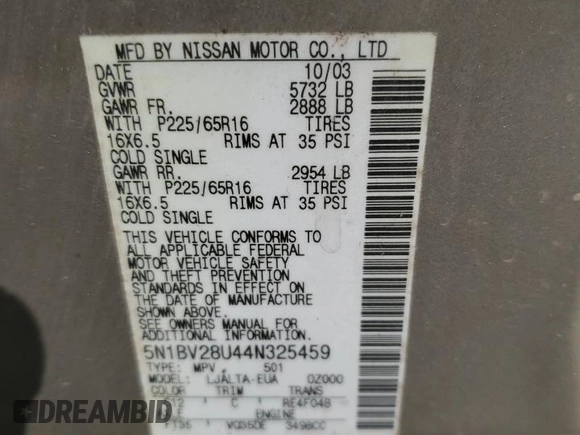 MFD BY NISSAN MOTOR CO., LTD
DATE 10/03
GVWR 5732 LB
GAWR FR. 2888 LB
WITH P225/65R16 TIRES
16X6.5 RIMS AT 35 PSI
COLD SINGLE
GAWR RR. 2954 LB
WITH P225/65R16 TIRES
16X6.5 RIMS AT 35 PSI
COLD SINGLE
THIS VEHICLE CONFORMS TO
ALL APPLICABLE FEDERAL
MOTOR VEHICLE SAFETY
AND THEFT PREVENTION
STANDARDS IN EFFECT ON
THE DATE OF MANUFACTURE
SHOWN ABOVE.
SEE OWNERS MANUAL FOR
ADDITIONAL INFORMATION.
5N1BV28U44N325459
TYPE: MPV, 501
MODEL: LJALTA-EUA 0Z000
COLOR TRIM TRANS
C RE4F04B
ENGINE
VQ35DE 3498CC
DREAMBID